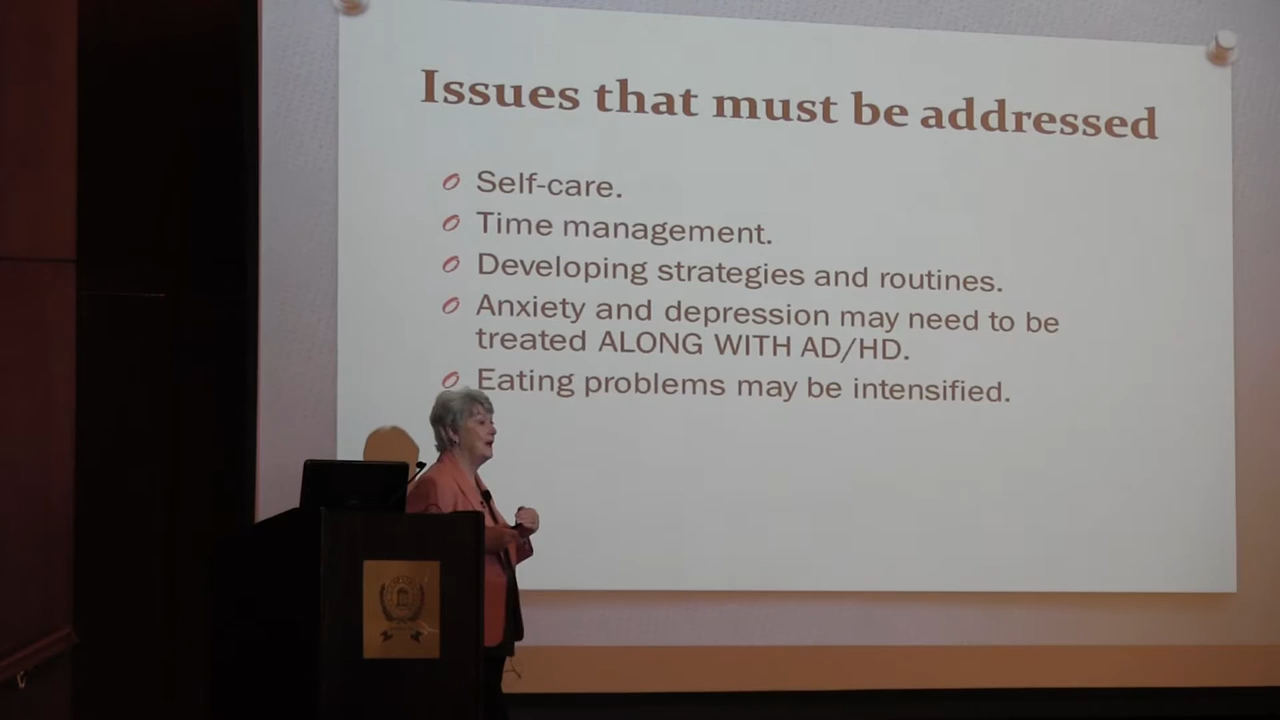 Issues that must be addressed
Self-care.
Time management.
Developing strategies and routines.
Anxiety and depression may need to be
treated ALONG WITH AD/HD.
Eating problems may be intensified.